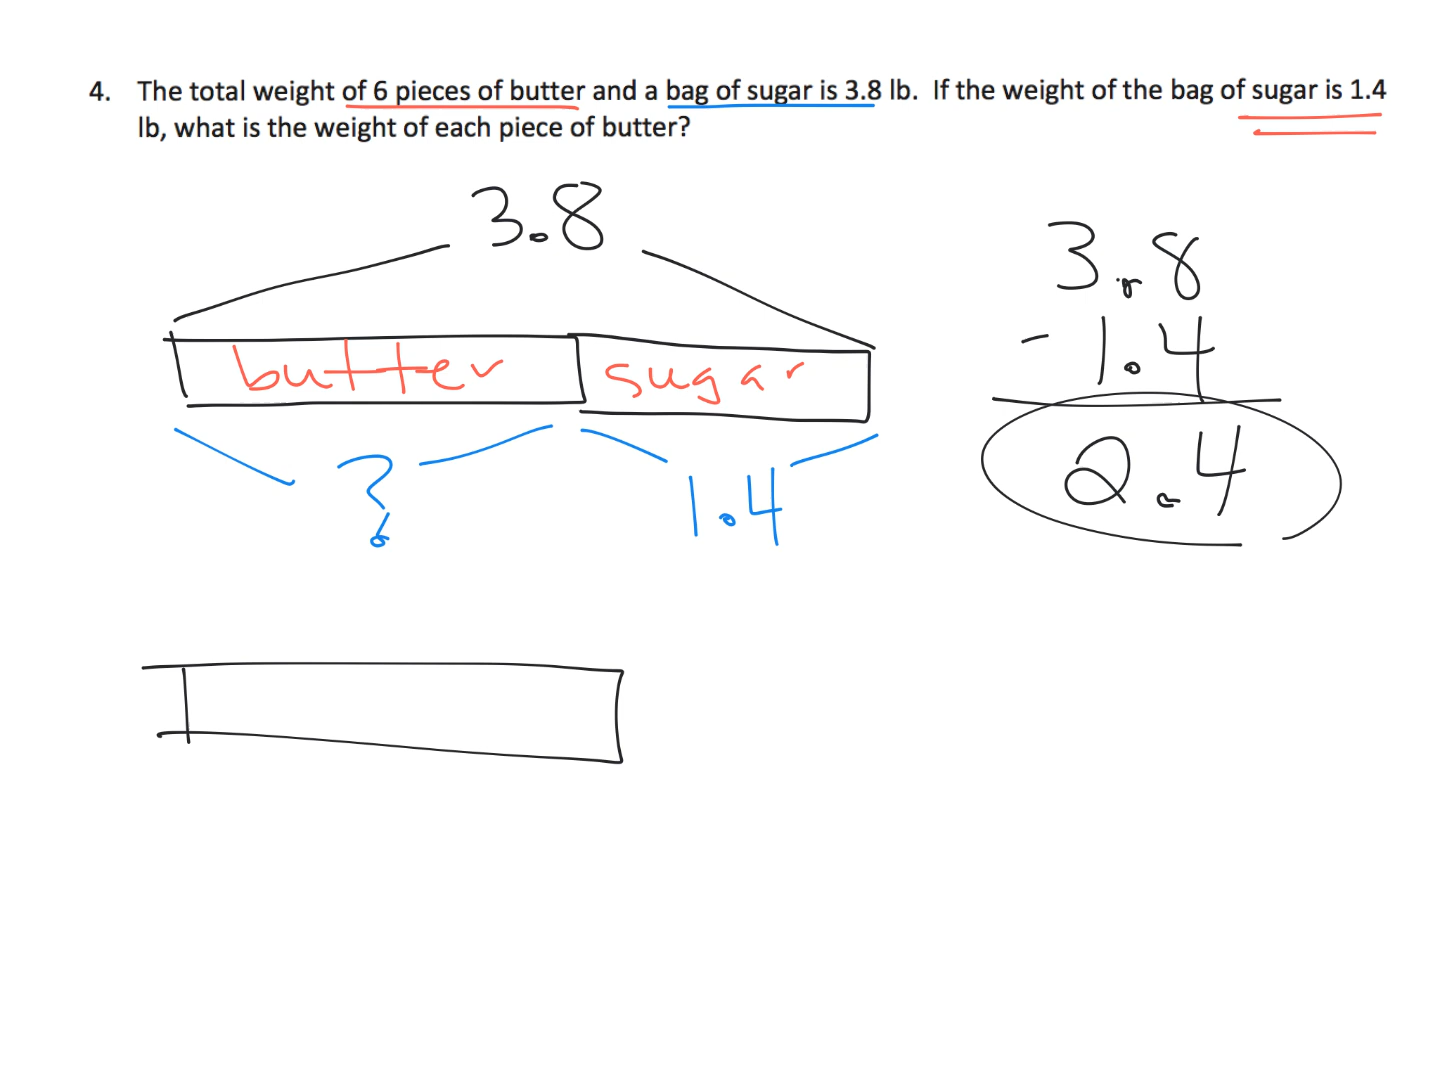 4. The total weight of 6 pieces of butter and a bag of sugar is 3.8 lb. If the weight of the bag of sugar is 1.4
lb, what is the weight of each piece of butter?
3.8
butter sugar
? 1.4
3.8
- 1.4
2.4